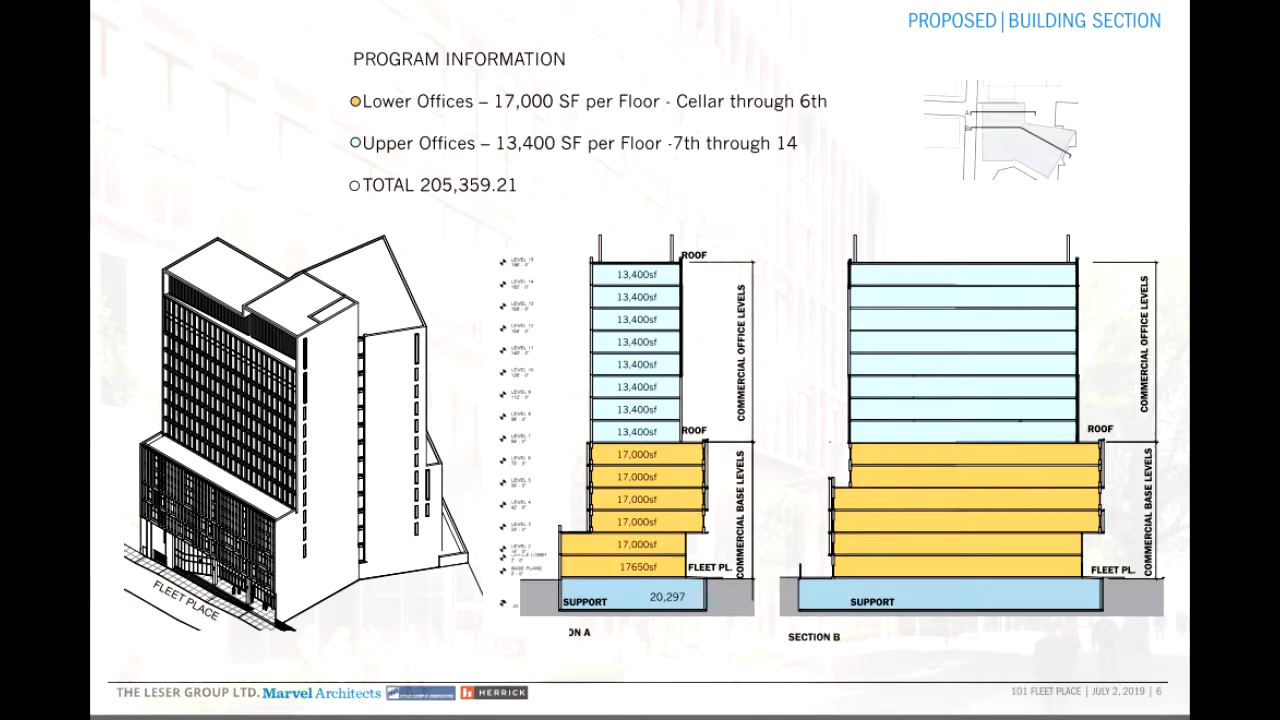 PROPOSED|BUILDING SECTION
PROGRAM INFORMATION
Lower Offices – 17,000 SF per Floor - Cellar through 6th
Upper Offices – 13,400 SF per Floor -7th through 14
TOTAL 205,359.21
ROOF
13,400sf
13,400sf
13,400sf
13,400sf
13,400sf
13,400sf
13,400sf
13,400sf
ROOF
17,000sf
17,000sf
17,000sf
17,000sf
17,000sf
17650sf
FLEET PL.
SUPPORT
20,297
COMMERCIAL OFFICE LEVELS
COMMERCIAL BASE LEVELS
ON A
COMMERCIAL OFFICE LEVELS
ROOF
COMMERCIAL BASE LEVELS
FLEET PL.
SUPPORT
SECTION B
FLEET PLACE
THE LESER GROUP LTD. Marvel Architects HERRICK
101 FLEET PLACE | JULY 2, 2019 | 6